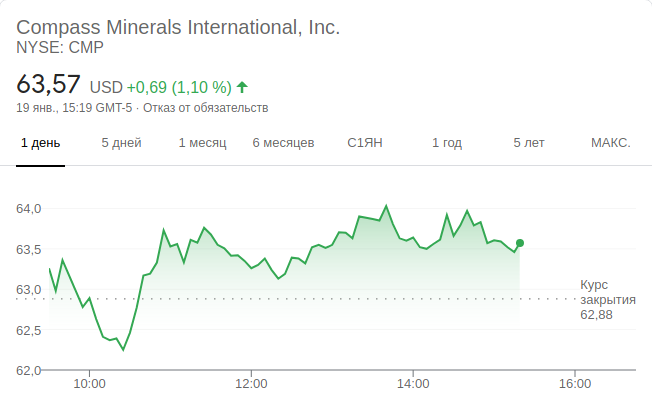 Compass Minerals International, Inc.
NYSE: CMP
63,57 USD +0,69 (1,10 %)
19 янв., 15:19 GMT-5 · Отказ от обязательств
1 день 5 дней 1 месяц 6 месяцев С1ЯН 1 год 5 лет МАКС.
64,0
63,5
63,0
62,5
62,0
Курс
закрытия
62,88
10:00 12:00 14:00 16:00